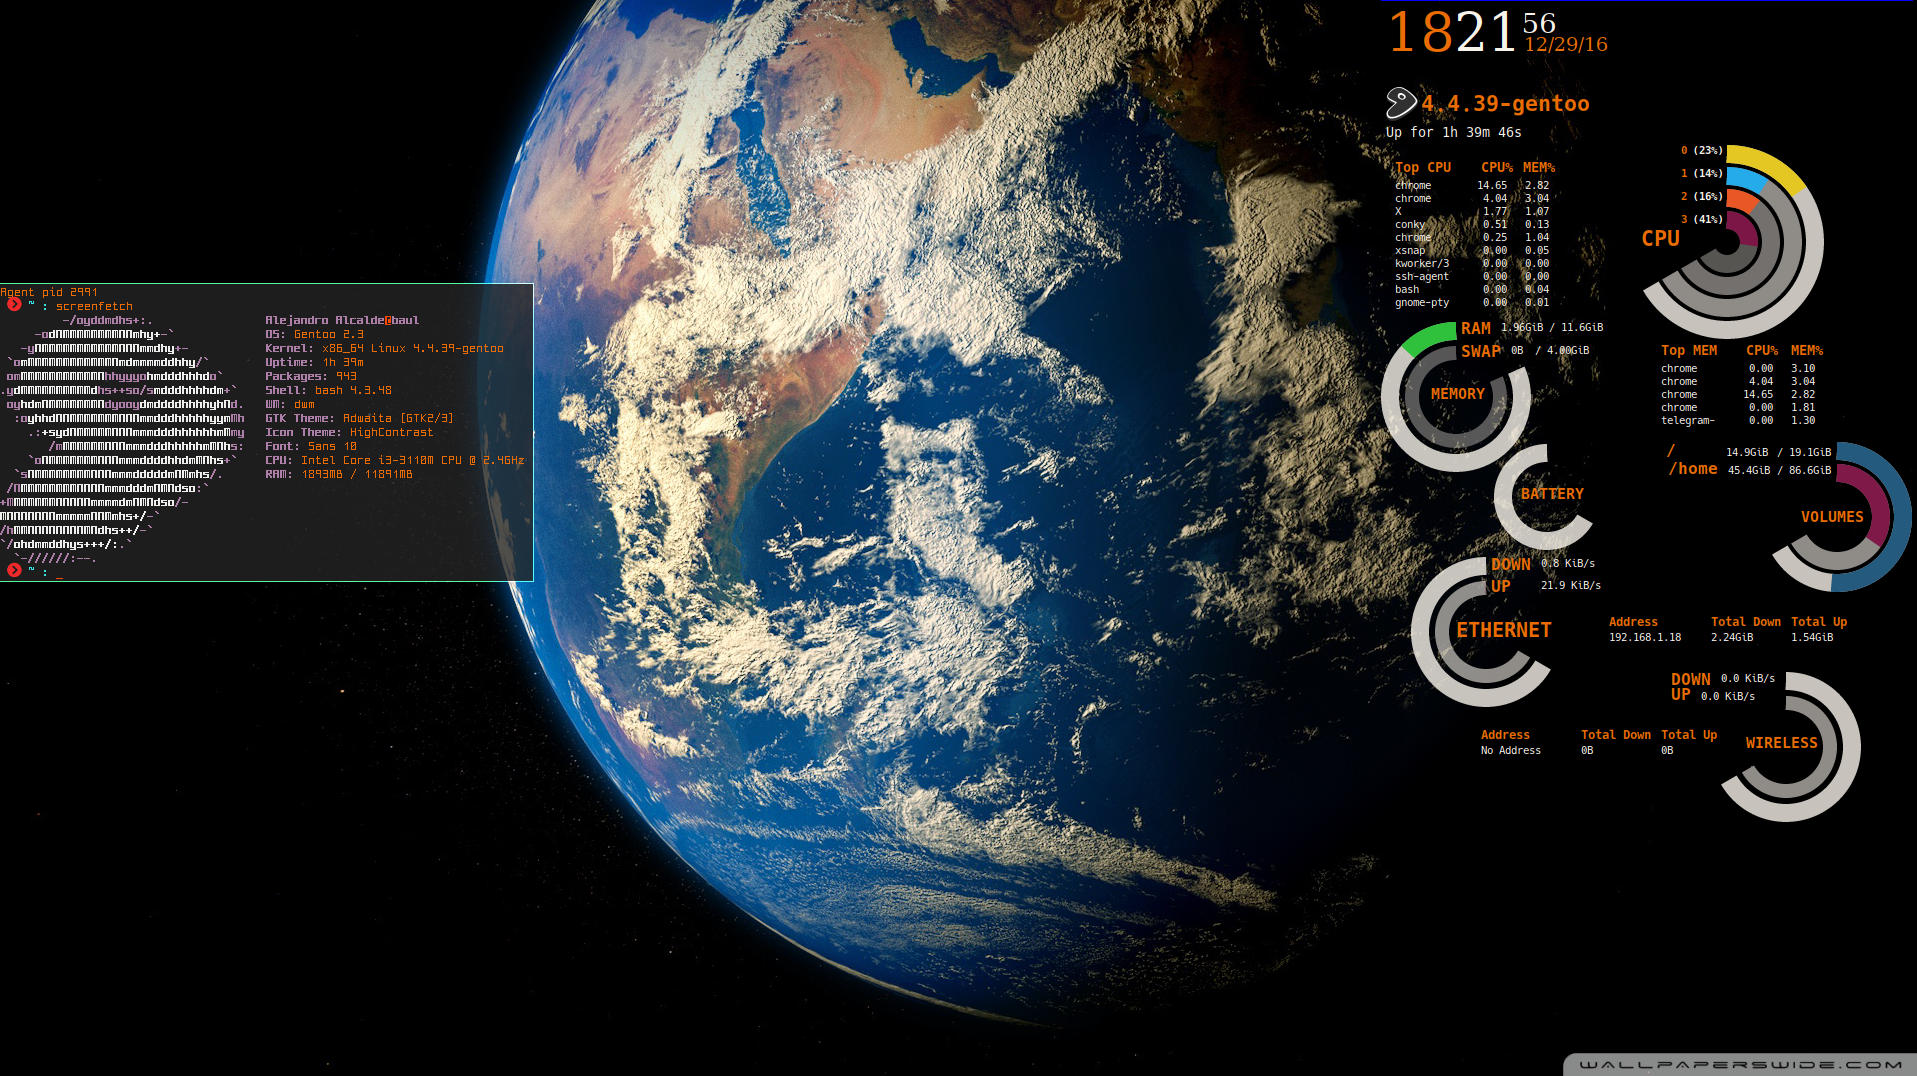 Agent pid 2991
~ : screenfetch
Alejandro Alcalde@haul
OS: Gentoo 2.3
Kernel: x86_64 Linux 4.4.39-gentoo
Uptime: 1h 39m
Packages: 943
Shell: bash 4.3.48
WM: dwm
GTK Theme: Adwaita [GTK2/3]
Icon Theme: HighContrast
Font: Sans 10
CPU: Intel Core i3-3110M CPU @ 2.4GHz
RAM: 1893MB / 11891MB
~ : _
182156
12/29/16
4.4.39-gentoo
Up for 1h 39m 46s
Top CPU CPU% MEM%
chrome 14.65 2.82
chrome 4.04 3.04
X 1.77 1.07
conky 0.51 0.13
chrome 0.25 1.04
xsnap 0.00 0.05
kworker/3 0.00 0.00
ssh-agent 0.00 0.00
bash 0.00 0.04
gnome-pty 0.00 0.01
0 (23%)
1 (14%)
2 (16%)
3 (41%)
CPU
RAM 1.96GiB / 11.6GiB
SWAP 0B / 4.00GiB
MEMORY
Top MEM CPU% MEM%
chrome 0.00 3.10
chrome 4.04 3.04
chrome 14.65 2.82
chrome 0.00 1.81
telegram- 0.00 1.30
/ 14.9GiB / 19.1GiB
/home 45.4GiB / 86.6GiB
VOLUMES
BATTERY
DOWN 0.8 KiB/s
UP 21.9 KiB/s
ETHERNET
Address Total Down Total Up
192.168.1.18 2.24GiB 1.54GiB
DOWN 0.0 KiB/s
UP 0.0 KiB/s
WIRELESS
Address Total Down Total Up
No Address 0B 0B
WALLPAPERSWIDE.COM